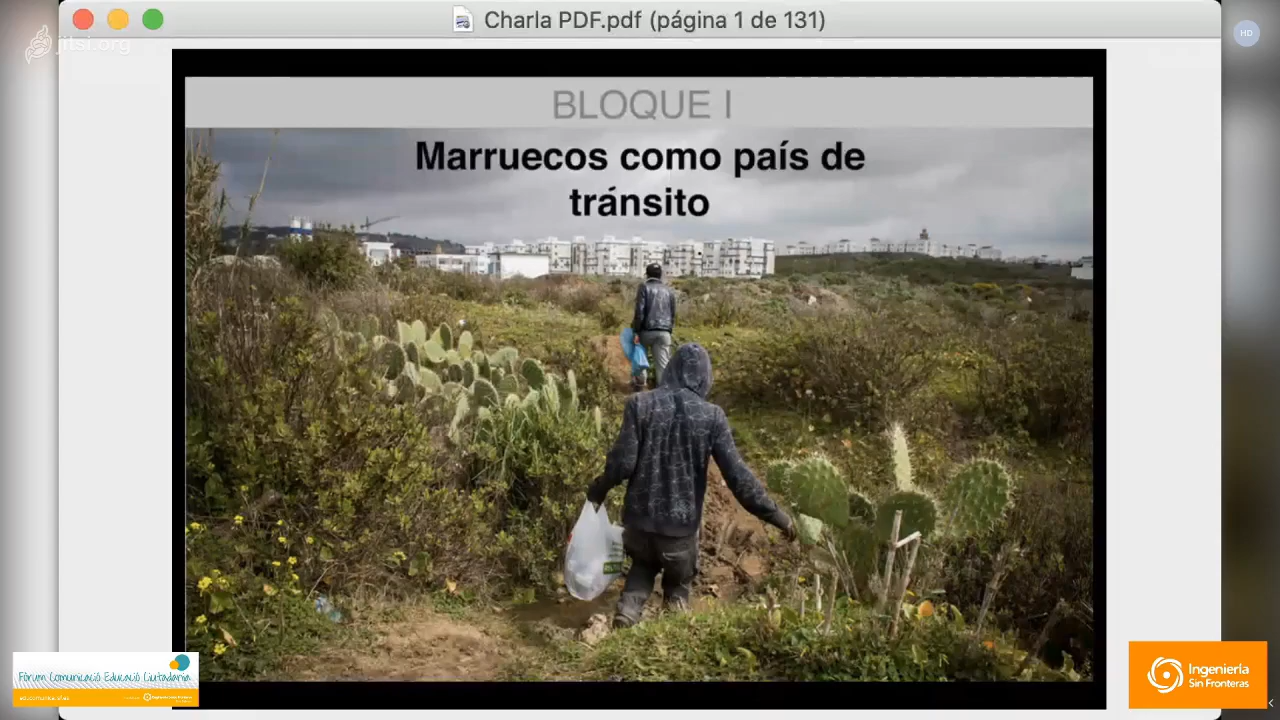 Charla PDF.pdf (página 1 de 131)
jitsi.org
HD
BLOQUE I
Marruecos como país de
tránsito
Fòrum Comunicació Educació Ciutadania
Ingeniería
Sin Fronteras